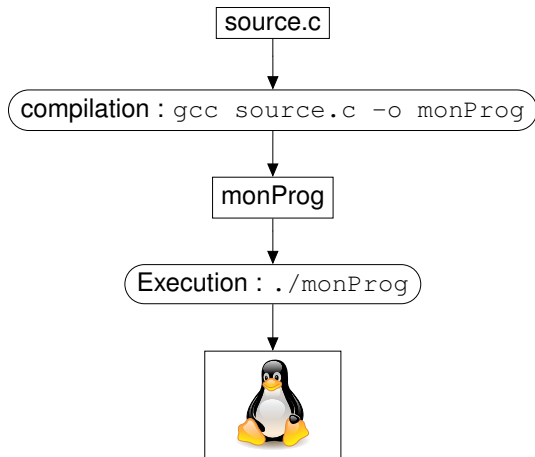 source.c
compilation : gcc source.c -o monProg
monProg
Execution : ./monProg